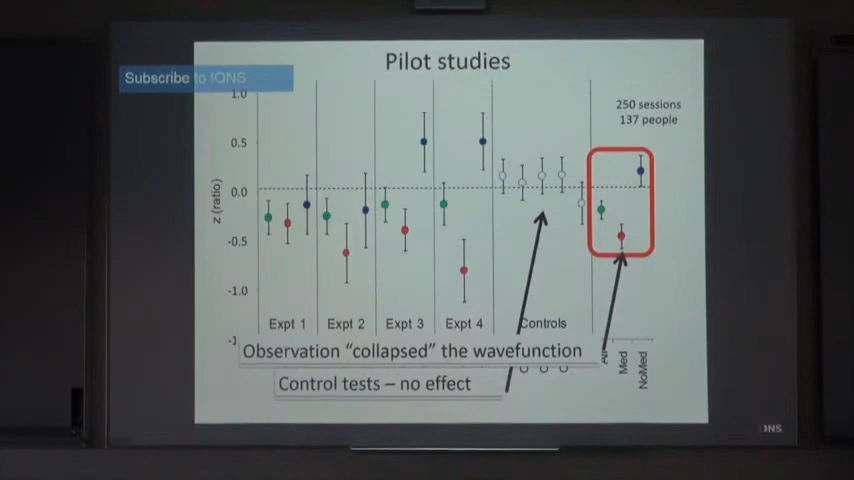 Pilot studies
Subscribe to IONS
250 sessions
137 people
1.0
0.5
0.0
-0.5
-1.0
z (ratio)
Expt 1
Expt 2
Expt 3
Expt 4
Controls
Observation "collapsed" the wavefunction
Control tests – no effect
Med
NoMed
IONS